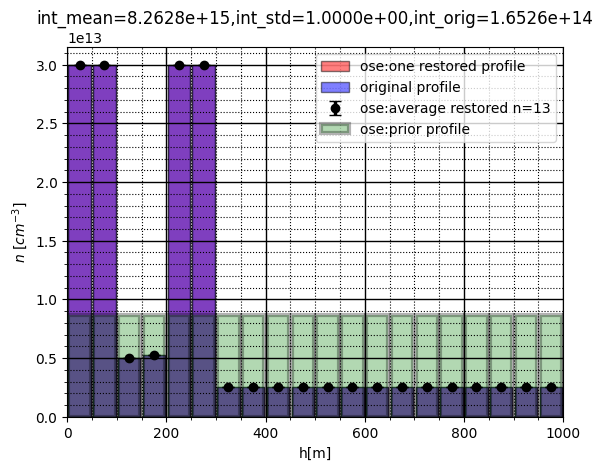 int_mean=8.2628e+15,int_std=1.0000e+00,int_orig=1.6526e+14
1e13
3.0
2.5
2.0
1.5
1.0
0.5
0.0
n [cm⁻³]
ose:one restored profile
original profile
ose:average restored n=13
ose:prior profile
0 200 400 600 800 1000
h[m]